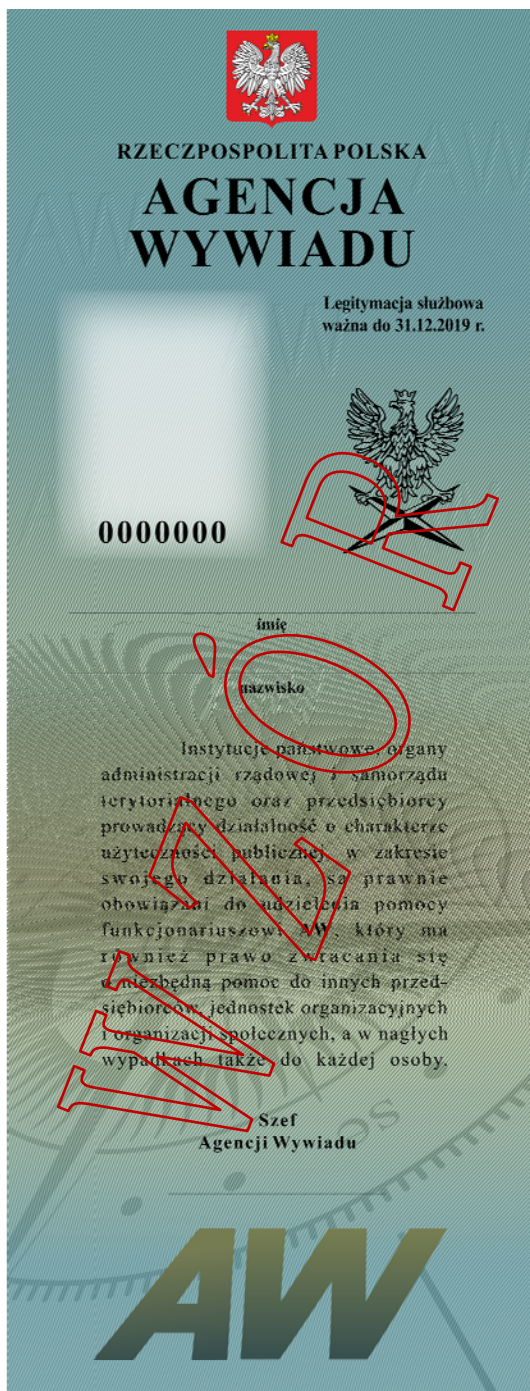 RZECZPOSPOLITA POLSKA
AGENCJA
WYWIADU
Legitymacja służbowa
ważna do 31.12.2019 r.
0000000
imię
nazwisko
Instytucje państwowe, organy
administracji rządowej i samorządu
terytorialnego oraz przedsiębiorcy
prowadzący działalność o charakterze
użyteczności publicznej, w zakresie
swojego działania, są prawnie
obowiązani do udzielenia pomocy
funkcjonariuszowi AW, który ma
również prawo zwracania się
o niezbędną pomoc do innych przed-
siębiorców, jednostek organizacyjnych
i organizacji społecznych, a w nagłych
wypadkach także do każdej osoby.
Szef
Agencji Wywiadu
AW
WZÓR